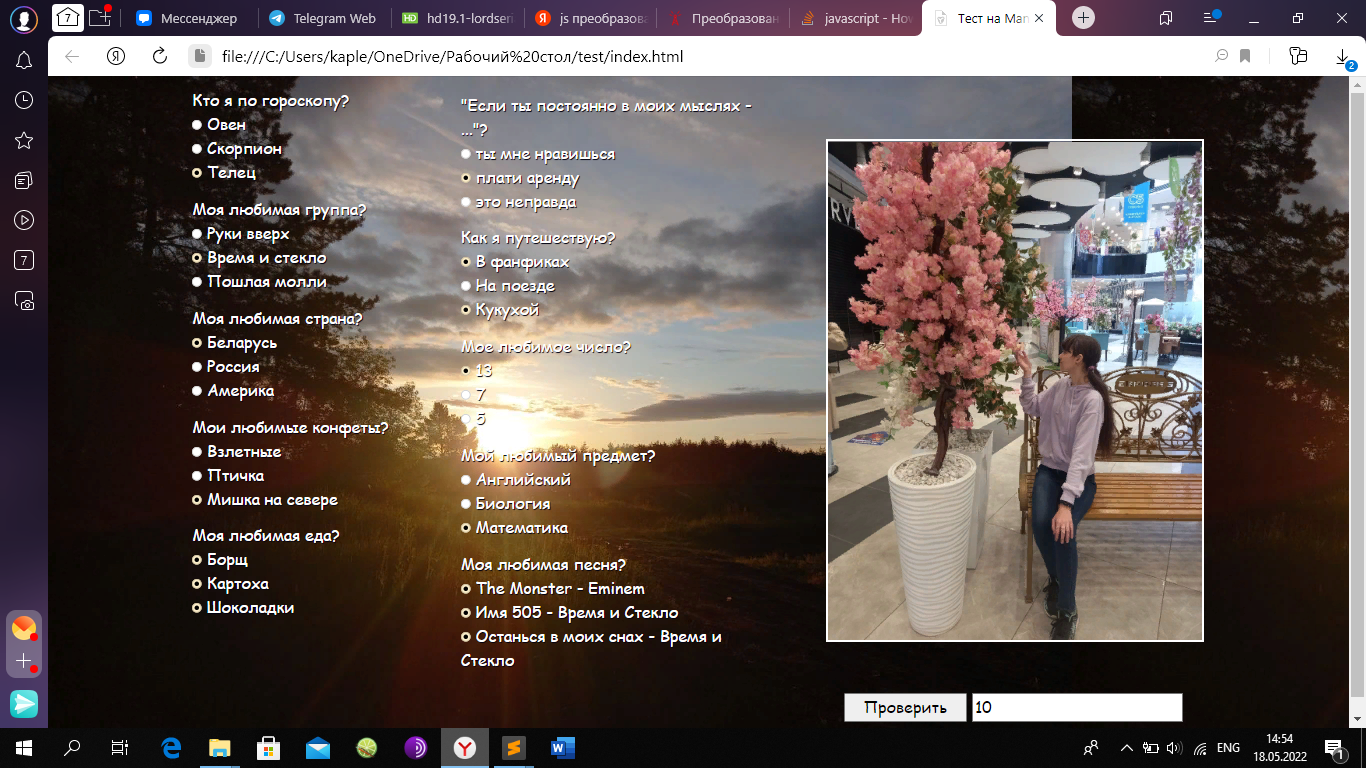 7
Мессенджер
Telegram Web
HD
hd19.1-lordseri
js преобразова
Преобразован
javascript - How
Тест на Man
file:///C:/Users/kaple/OneDrive/Рабочий%20стол/test/index.html
2
7
Кто я по гороскопу?
Овен
Скорпион
Телец
Моя любимая группа?
Руки вверх
Время и стекло
Пошлая молли
Моя любимая страна?
Беларусь
Россия
Америка
Мои любимые конфеты?
Взлетные
Птичка
Мишка на севере
Моя любимая еда?
Борщ
Картоха
Шоколадки
"Если ты постоянно в моих мыслях -
..."?
ты мне нравишься
плати аренду
это неправда
Как я путешествую?
В фанфиках
На поезде
Кукухой
Мое любимое число?
13
7
5
Мой любимый предмет?
Английский
Биология
Математика
Моя любимая песня?
The Monster - Eminem
Имя 505 - Время и Стекло
Останься в моих снах - Время и
Стекло
Проверить
10
ENG
14:54
18.05.2022
1